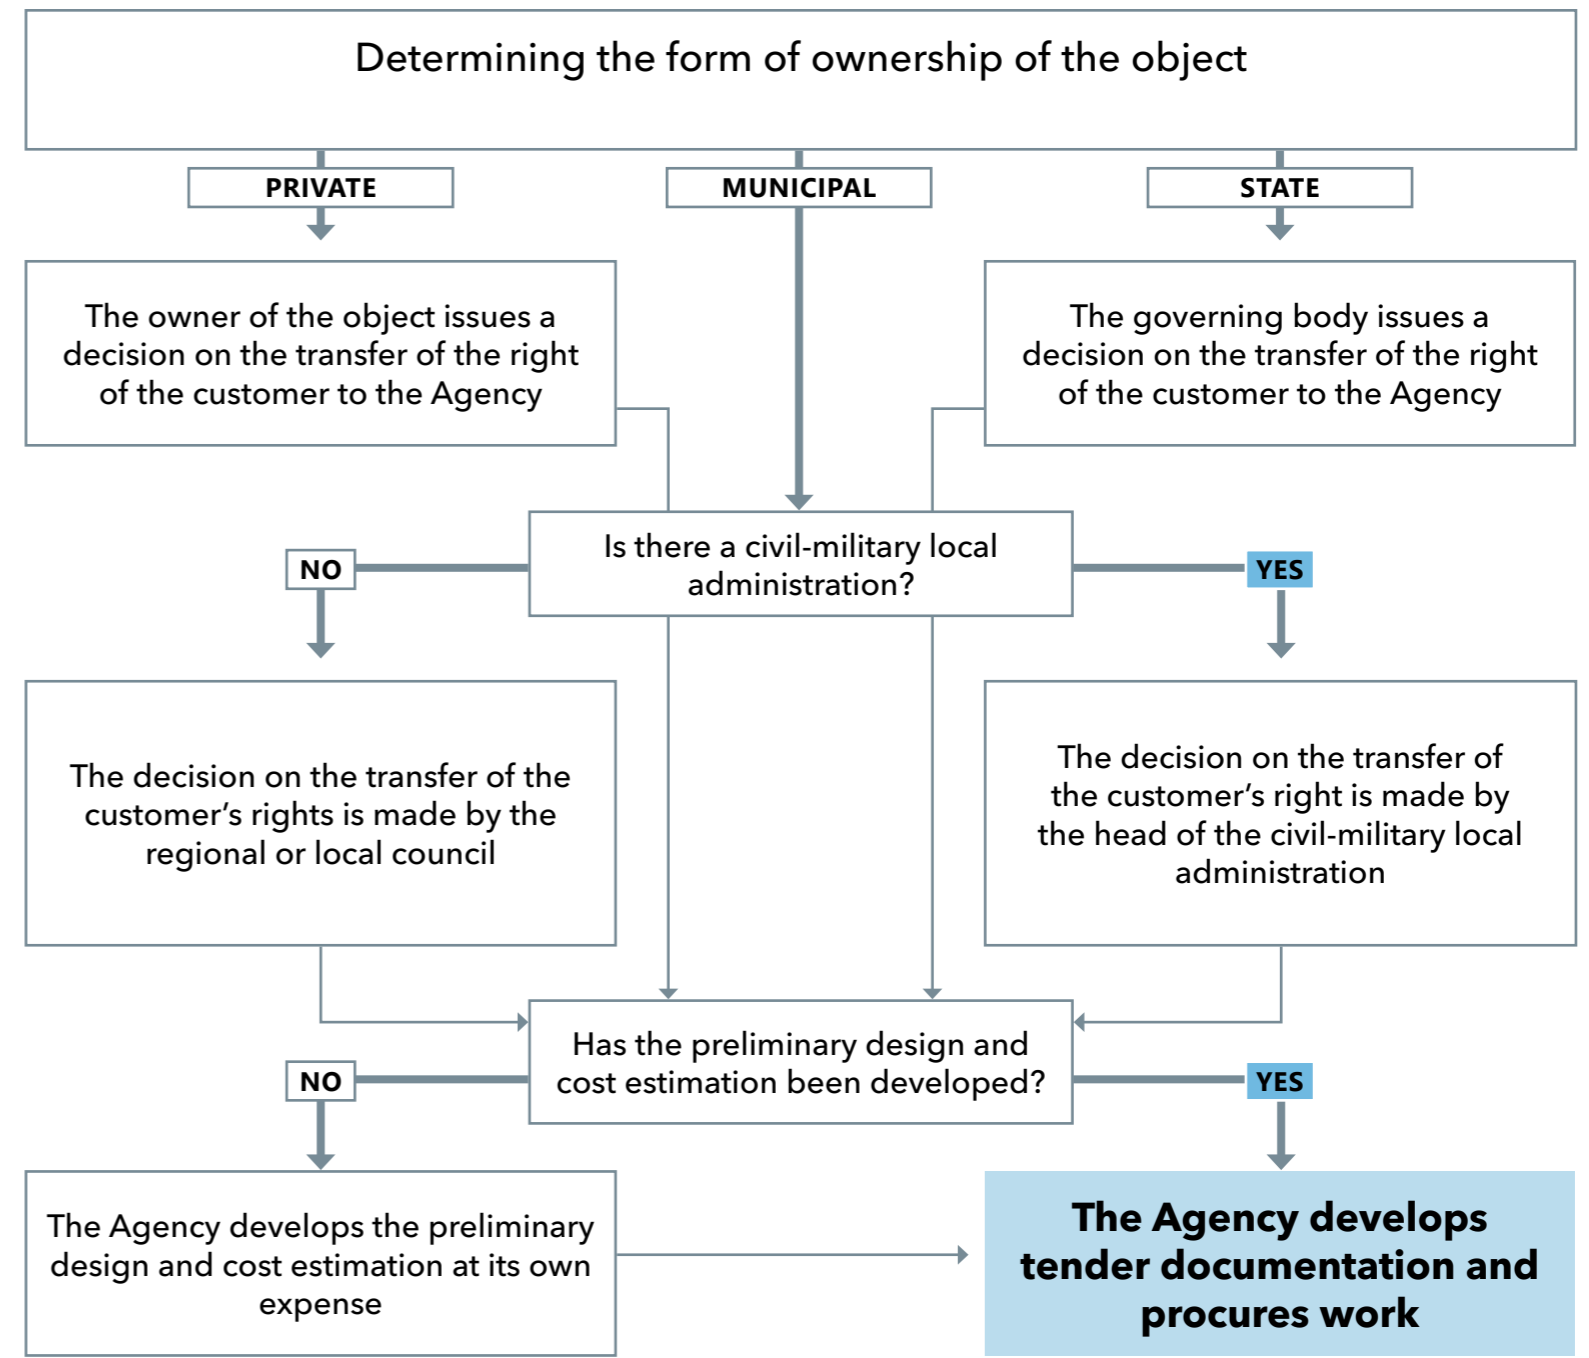 Determining the form of ownership of the object
PRIVATE
MUNICIPAL
STATE
The owner of the object issues a
decision on the transfer of the right
of the customer to the Agency
The governing body issues a
decision on the transfer of the right
of the customer to the Agency
Is there a civil-military local
administration?
NO
YES
The decision on the transfer of the
customer’s rights is made by the
regional or local council
The decision on the transfer of
the customer’s right is made by
the head of the civil-military local
administration
Has the preliminary design and
cost estimation been developed?
NO
YES
The Agency develops the preliminary
design and cost estimation at its own
expense
The Agency develops
tender documentation and
procures work